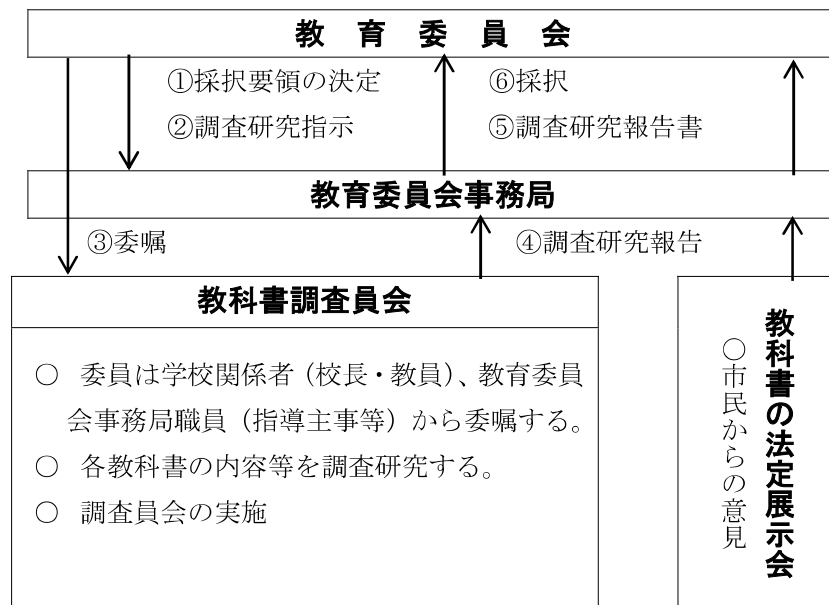 教　育　委　員　会
①採択要領の決定
⑥採択
②調査研究指示
⑤調査研究報告書
教育委員会事務局
③委嘱
④調査研究報告
教科書調査員会
○　委員は学校関係者（校長・教員）、教育委員
会事務局職員（指導主事等）から委嘱する。
○　各教科書の内容等を調査研究する。
○　調査員会の実施
教科書の法定展示会
○市民からの意見